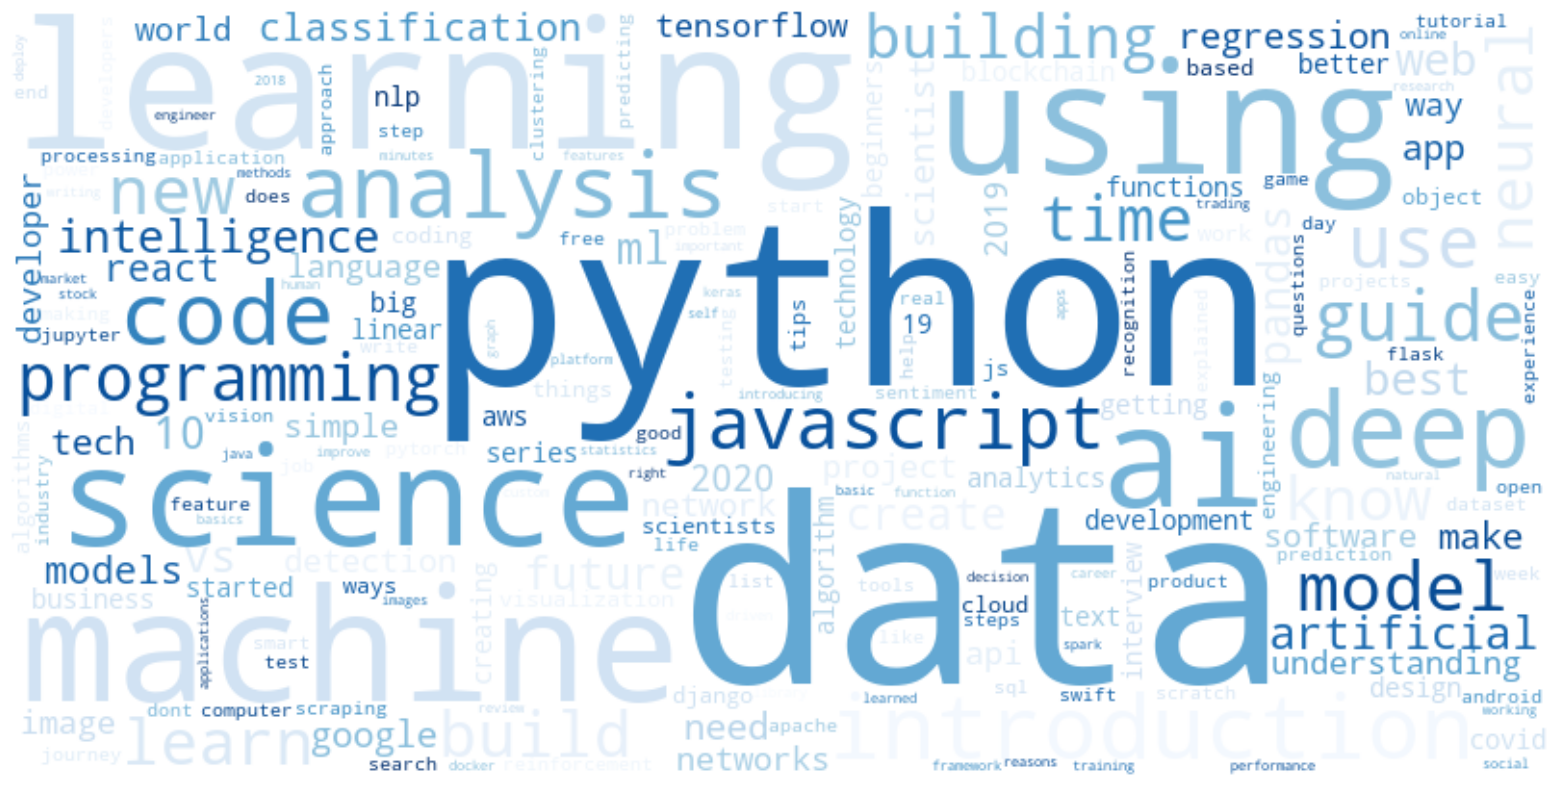 learning
world
classification
tensorflow
building
regression
tutorial
online
deploy
developers
2018
approach
nlp
clustering
predicting
beginners
scientist
blockchain
based
better
web
neural
end
engineer
step
using
research
way
processing
application
minutes
features
app
power
writing
new
methods
does
analysis
start
functions
game
object
developer
intelligence
coding
free
ml
problem
important
technology
2019
time
trading
work
day
use
react
language
human
python
pandas
questions
projects
easy
market
stock
making
jupyter
code
big
linear
write
graph
keras
self
testing
tips
real
19
help
apps
recognition
explained
guide
flask
experience
programming
platform
things
introducing
sentiment
js
best
digital
vision
aws
javascript
getting
engineering
deep
algorithms
tech
10
simple
java
improve
pytorch
series
good
statistics
ai
industry
job
right
2020
project
analytics
natural
science
feature
basics
custom
network
basic
function
create
know
open
dataset
scientists
life
algorithm
development
software
make
vs
detection
prediction
models
started
ways
images
future
data
list
tools
decision
career
product
model
week
business
visualization
creating
cloud
steps
text
interview
artificial
machine
applications
smart
test
driven
like
api
spark
understanding
django
learned
sql
swift
scratch
design
android
image
dont
computer
scraping
review
working
learn
google
build
need
apache
introduction
covid
journey
search
docker
reinforcement
networks
framework
reasons
training
performance
social